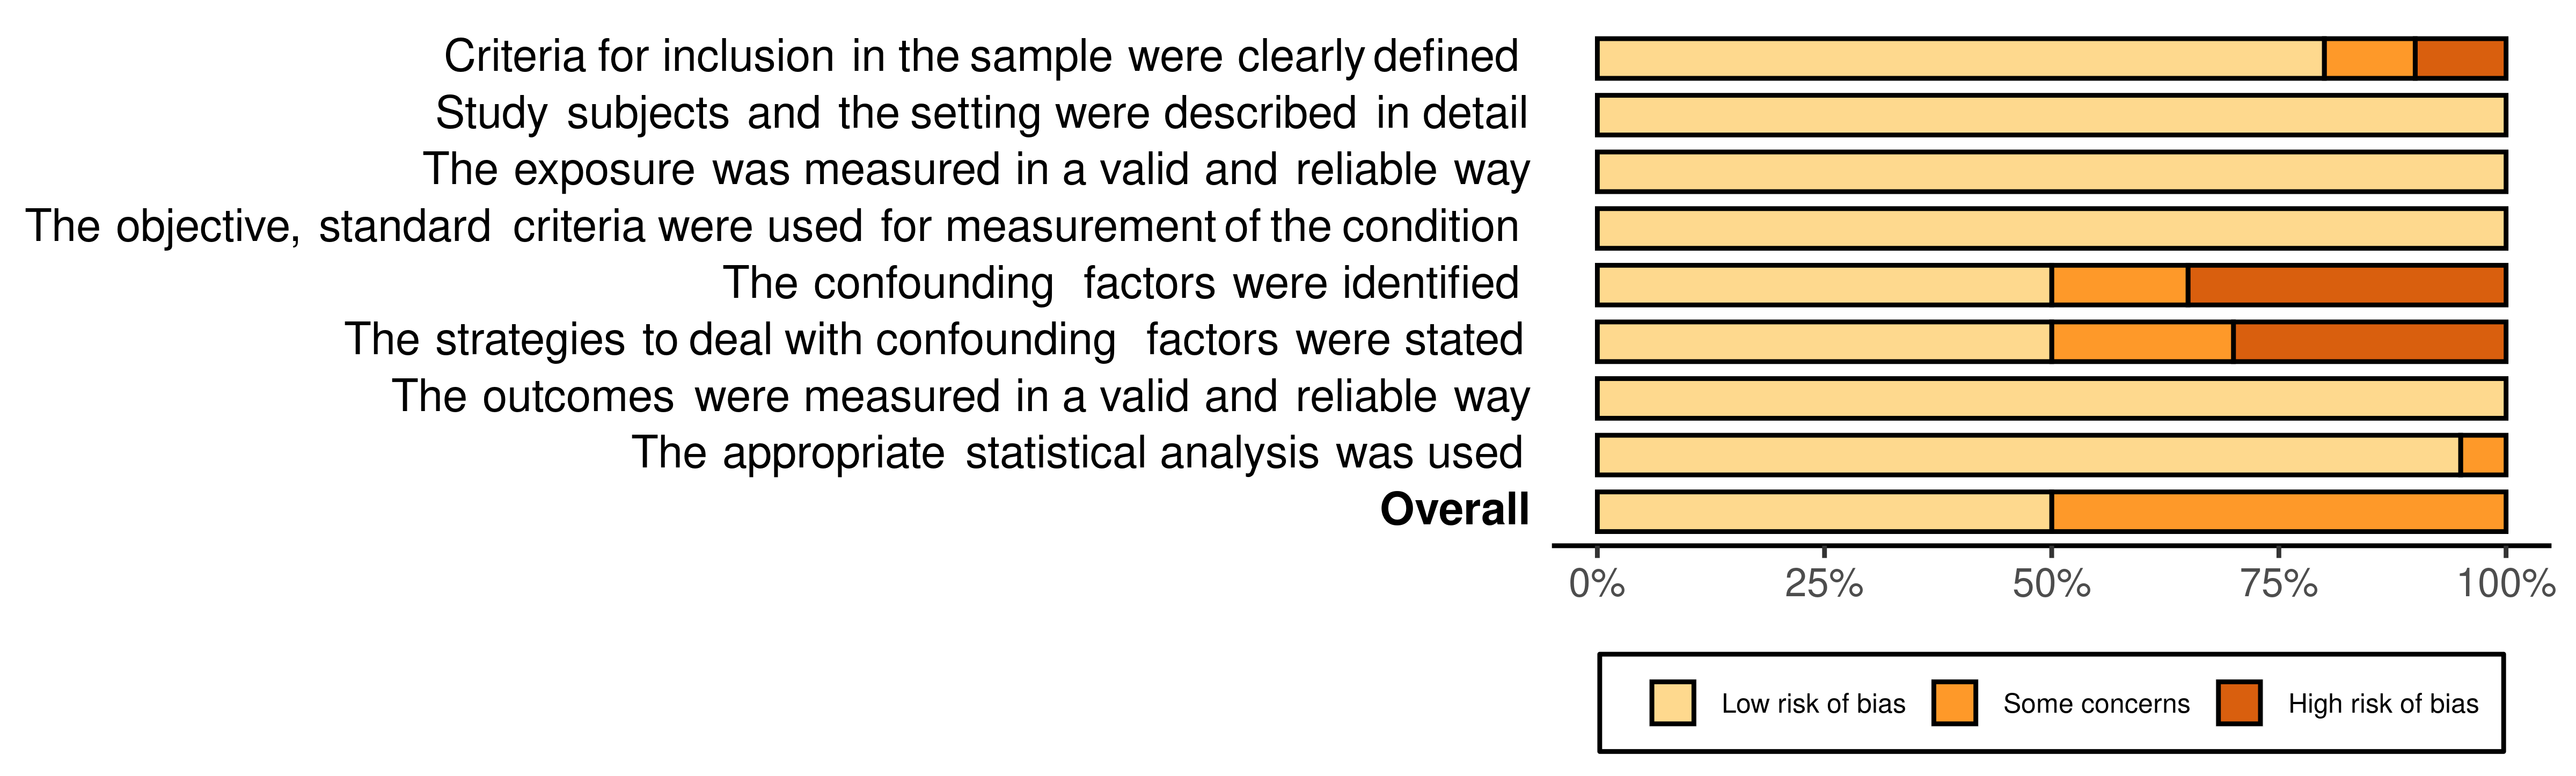 Criteria for inclusion in the sample were clearly defined
Study subjects and the setting were described in detail
The exposure was measured in a valid and reliable way
The objective, standard criteria were used for measurement of the condition
The confounding factors were identified
The strategies to deal with confounding factors were stated
The outcomes were measured in a valid and reliable way
The appropriate statistical analysis was used
Overall
0% 25% 50% 75% 100%
Low risk of bias Some concerns High risk of bias